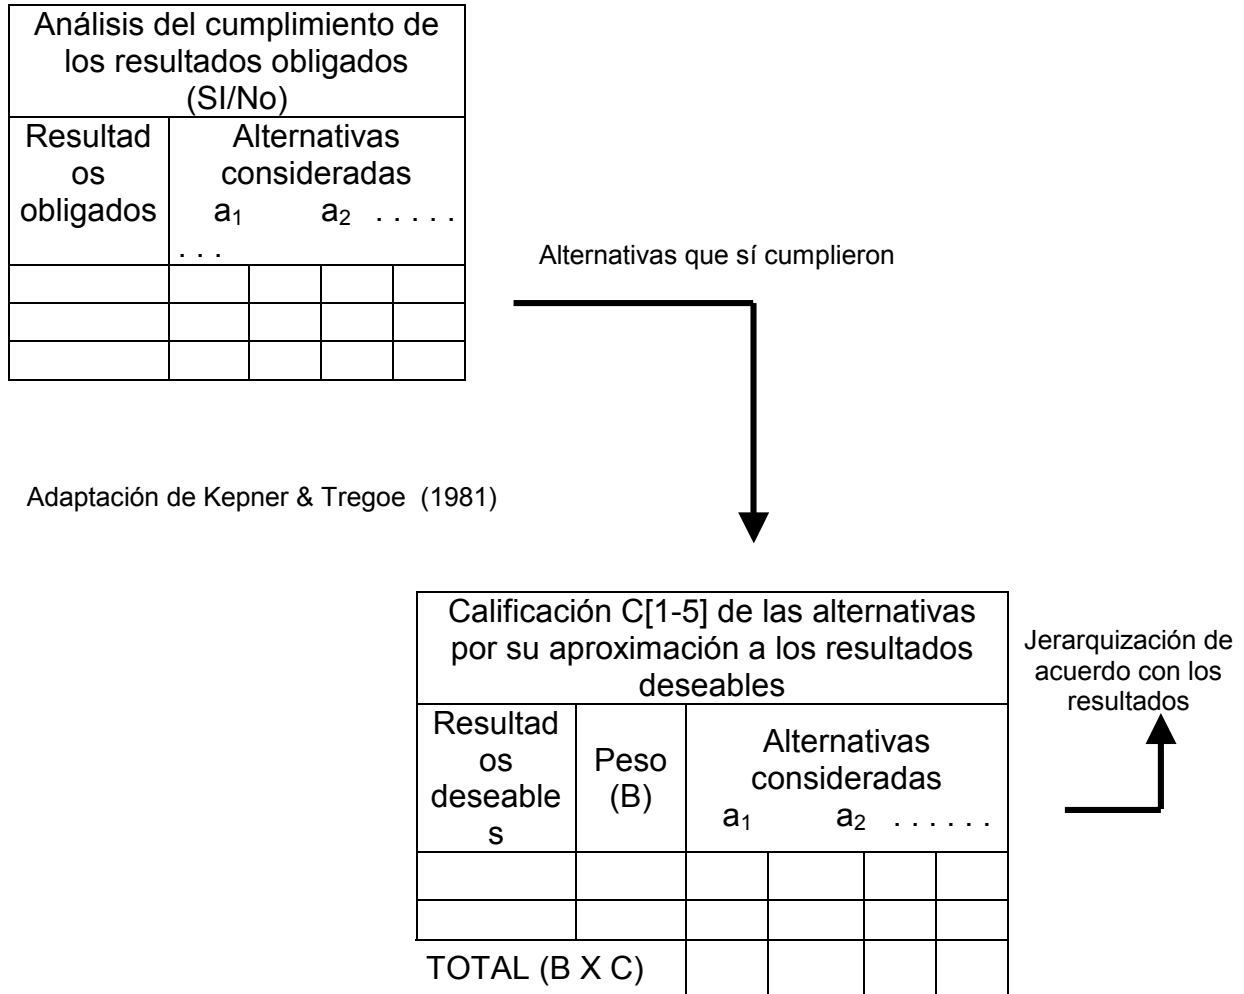 Análisis del cumplimiento de
los resultados obligados
(SI/No)
Resultad
os
obligados
Alternativas
consideradas
a₁ a₂ . . . . .
. . .
Alternativas que sí cumplieron
Adaptación de Kepner & Tregoe (1981)
Calificación C[1-5] de las alternativas
por su aproximación a los resultados
deseables
Resultad
os
deseable
s
Peso
(B)
Alternativas
consideradas
a₁ a₂ . . . . . .
TOTAL (B X C)
Jerarquización de
acuerdo con los
resultados